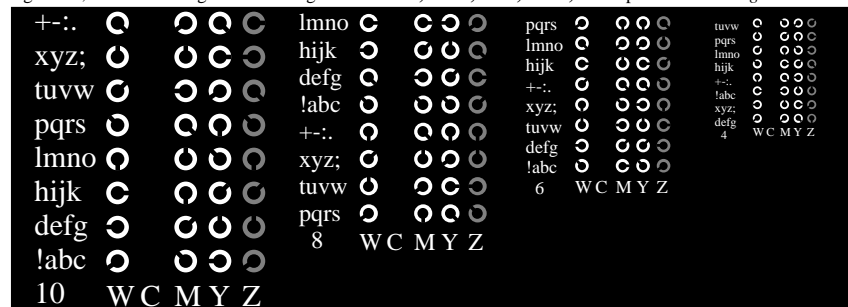 +-:.
xyz;
tuvw
pqrs
lmno
hijk
defg
!abc
10 W C M Y Z
lmno
hijk
defg
!abc
+-:.
xyz;
tuvw
pqrs
8 W C M Y Z
pqrs
lmno
hijk
+-:.
xyz;
tuvw
defg
!abc
6 W C M Y Z
tuvw
pqrs
lmno
hijk
+-:.
!abc
xyz;
defg
4 W C M Y Z